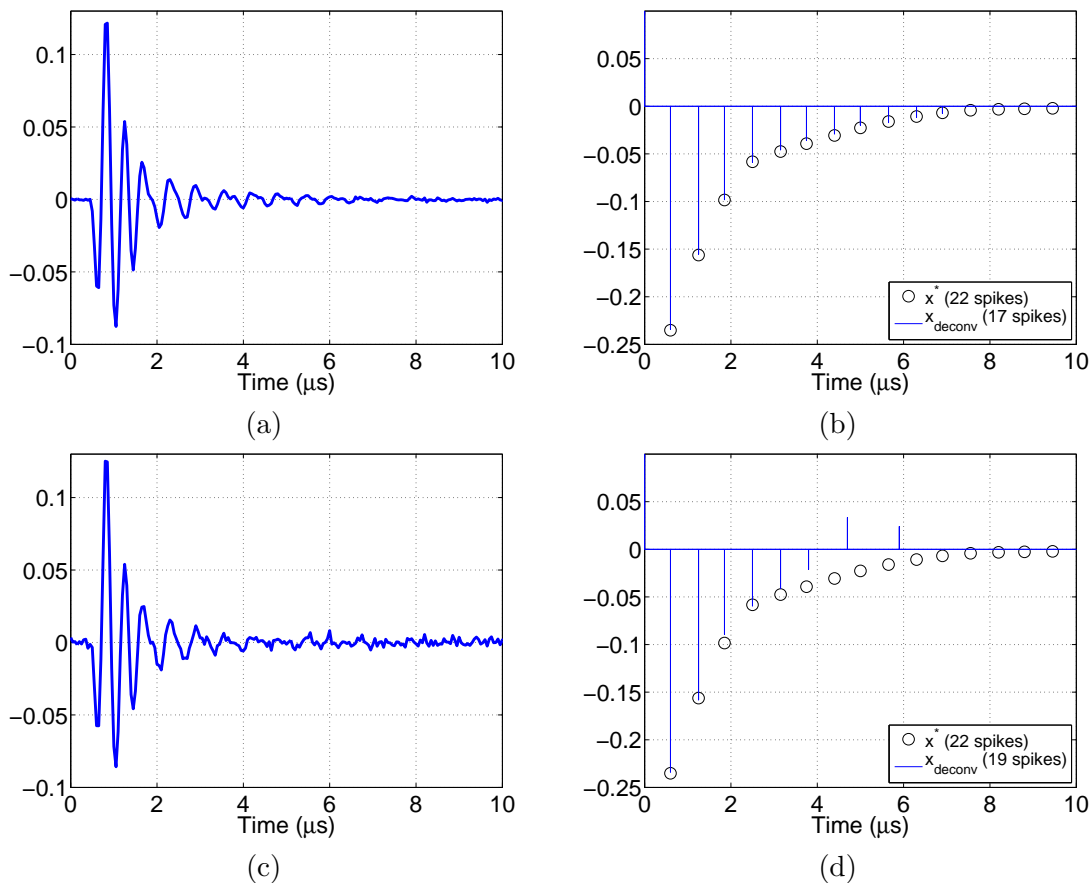 0.1
0.05
0
−0.05
−0.1
0 2 4 6 8 10
Time (μs)
(a)
0.05
0
−0.05
−0.1
−0.15
−0.2
−0.25
0 2 4 6 8 10
Time (μs)
x* (22 spikes)
x_deconv (17 spikes)
(b)
0.1
0.05
0
−0.05
−0.1
0 2 4 6 8 10
Time (μs)
(c)
0.05
0
−0.05
−0.1
−0.15
−0.2
−0.25
0 2 4 6 8 10
Time (μs)
x* (22 spikes)
x_deconv (19 spikes)
(d)